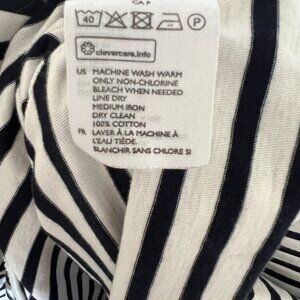 40 P
clevercare.info
US MACHINE WASH WARM
ONLY NON-CHLORINE
BLEACH WHEN NEEDED
LINE DRY
MEDIUM IRON
DRY CLEAN
100% COTTON
FR LAVER À LA MACHINE À
L'EAU TIÈDE.
BLANCHIR SANS CHLORE SI